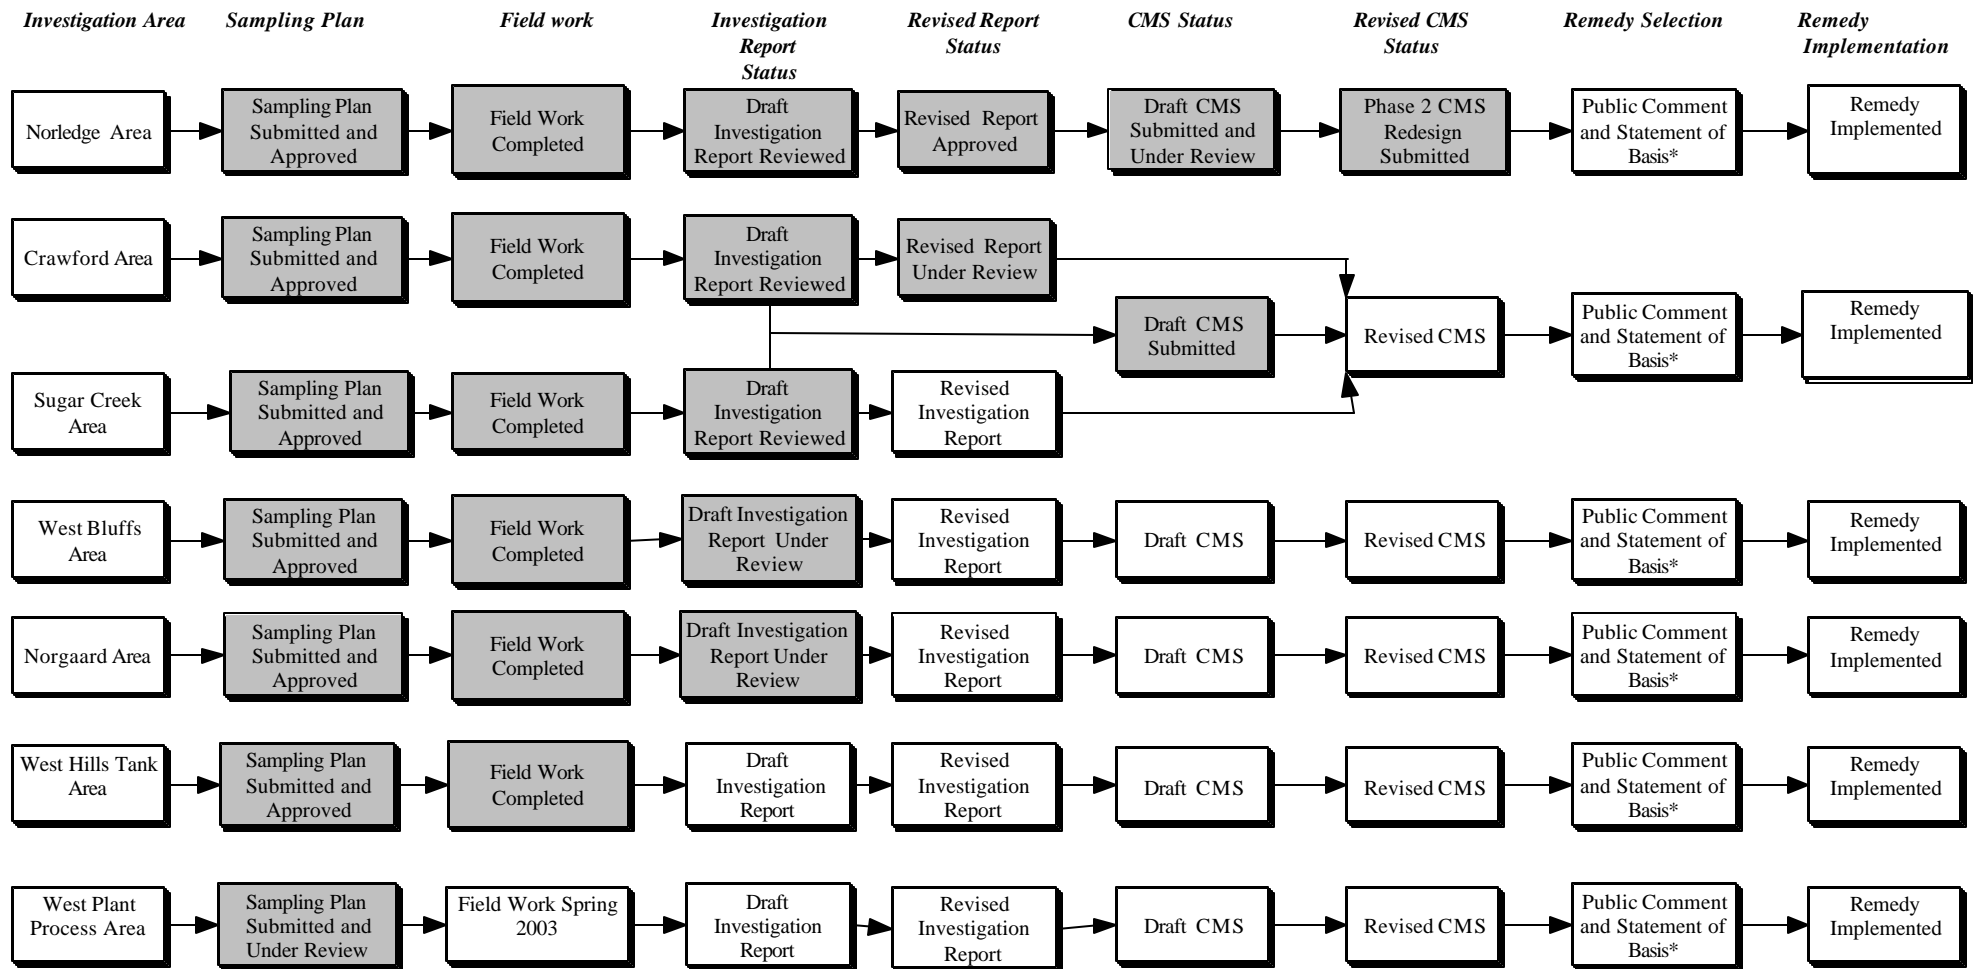 Investigation Area
Sampling Plan
Field work
Investigation
Report
Status
Revised Report
Status
CMS Status
Revised CMS
Status
Remedy Selection
Remedy
Implementation
Norledge Area
Sampling Plan
Submitted and
Approved
Field Work
Completed
Draft
Investigation
Report Reviewed
Revised Report
Approved
Draft CMS
Submitted and
Under Review
Phase 2 CMS
Redesign
Submitted
Public Comment
and Statement of
Basis*
Remedy
Implemented
Crawford Area
Sampling Plan
Submitted and
Approved
Field Work
Completed
Draft
Investigation
Report Reviewed
Revised Report
Under Review
Draft CMS
Submitted
Revised CMS
Public Comment
and Statement of
Basis*
Remedy
Implemented
Sugar Creek
Area
Sampling Plan
Submitted and
Approved
Field Work
Completed
Draft
Investigation
Report Reviewed
Revised
Investigation
Report
West Bluffs
Area
Sampling Plan
Submitted and
Approved
Field Work
Completed
Draft Investigation
Report Under
Review
Revised
Investigation
Report
Draft CMS
Revised CMS
Public Comment
and Statement of
Basis*
Remedy
Implemented
Norgaard Area
Sampling Plan
Submitted and
Approved
Field Work
Completed
Draft Investigation
Report Under
Review
Revised
Investigation
Report
Draft CMS
Revised CMS
Public Comment
and Statement of
Basis*
Remedy
Implemented
West Hills Tank
Area
Sampling Plan
Submitted and
Approved
Field Work
Completed
Draft
Investigation
Report
Revised
Investigation
Report
Draft CMS
Revised CMS
Public Comment
and Statement of
Basis*
Remedy
Implemented
West Plant
Process Area
Sampling Plan
Submitted and
Under Review
Field Work Spring
2003
Draft
Investigation
Report
Revised
Investigation
Report
Draft CMS
Revised CMS
Public Comment
and Statement of
Basis*
Remedy
Implemented